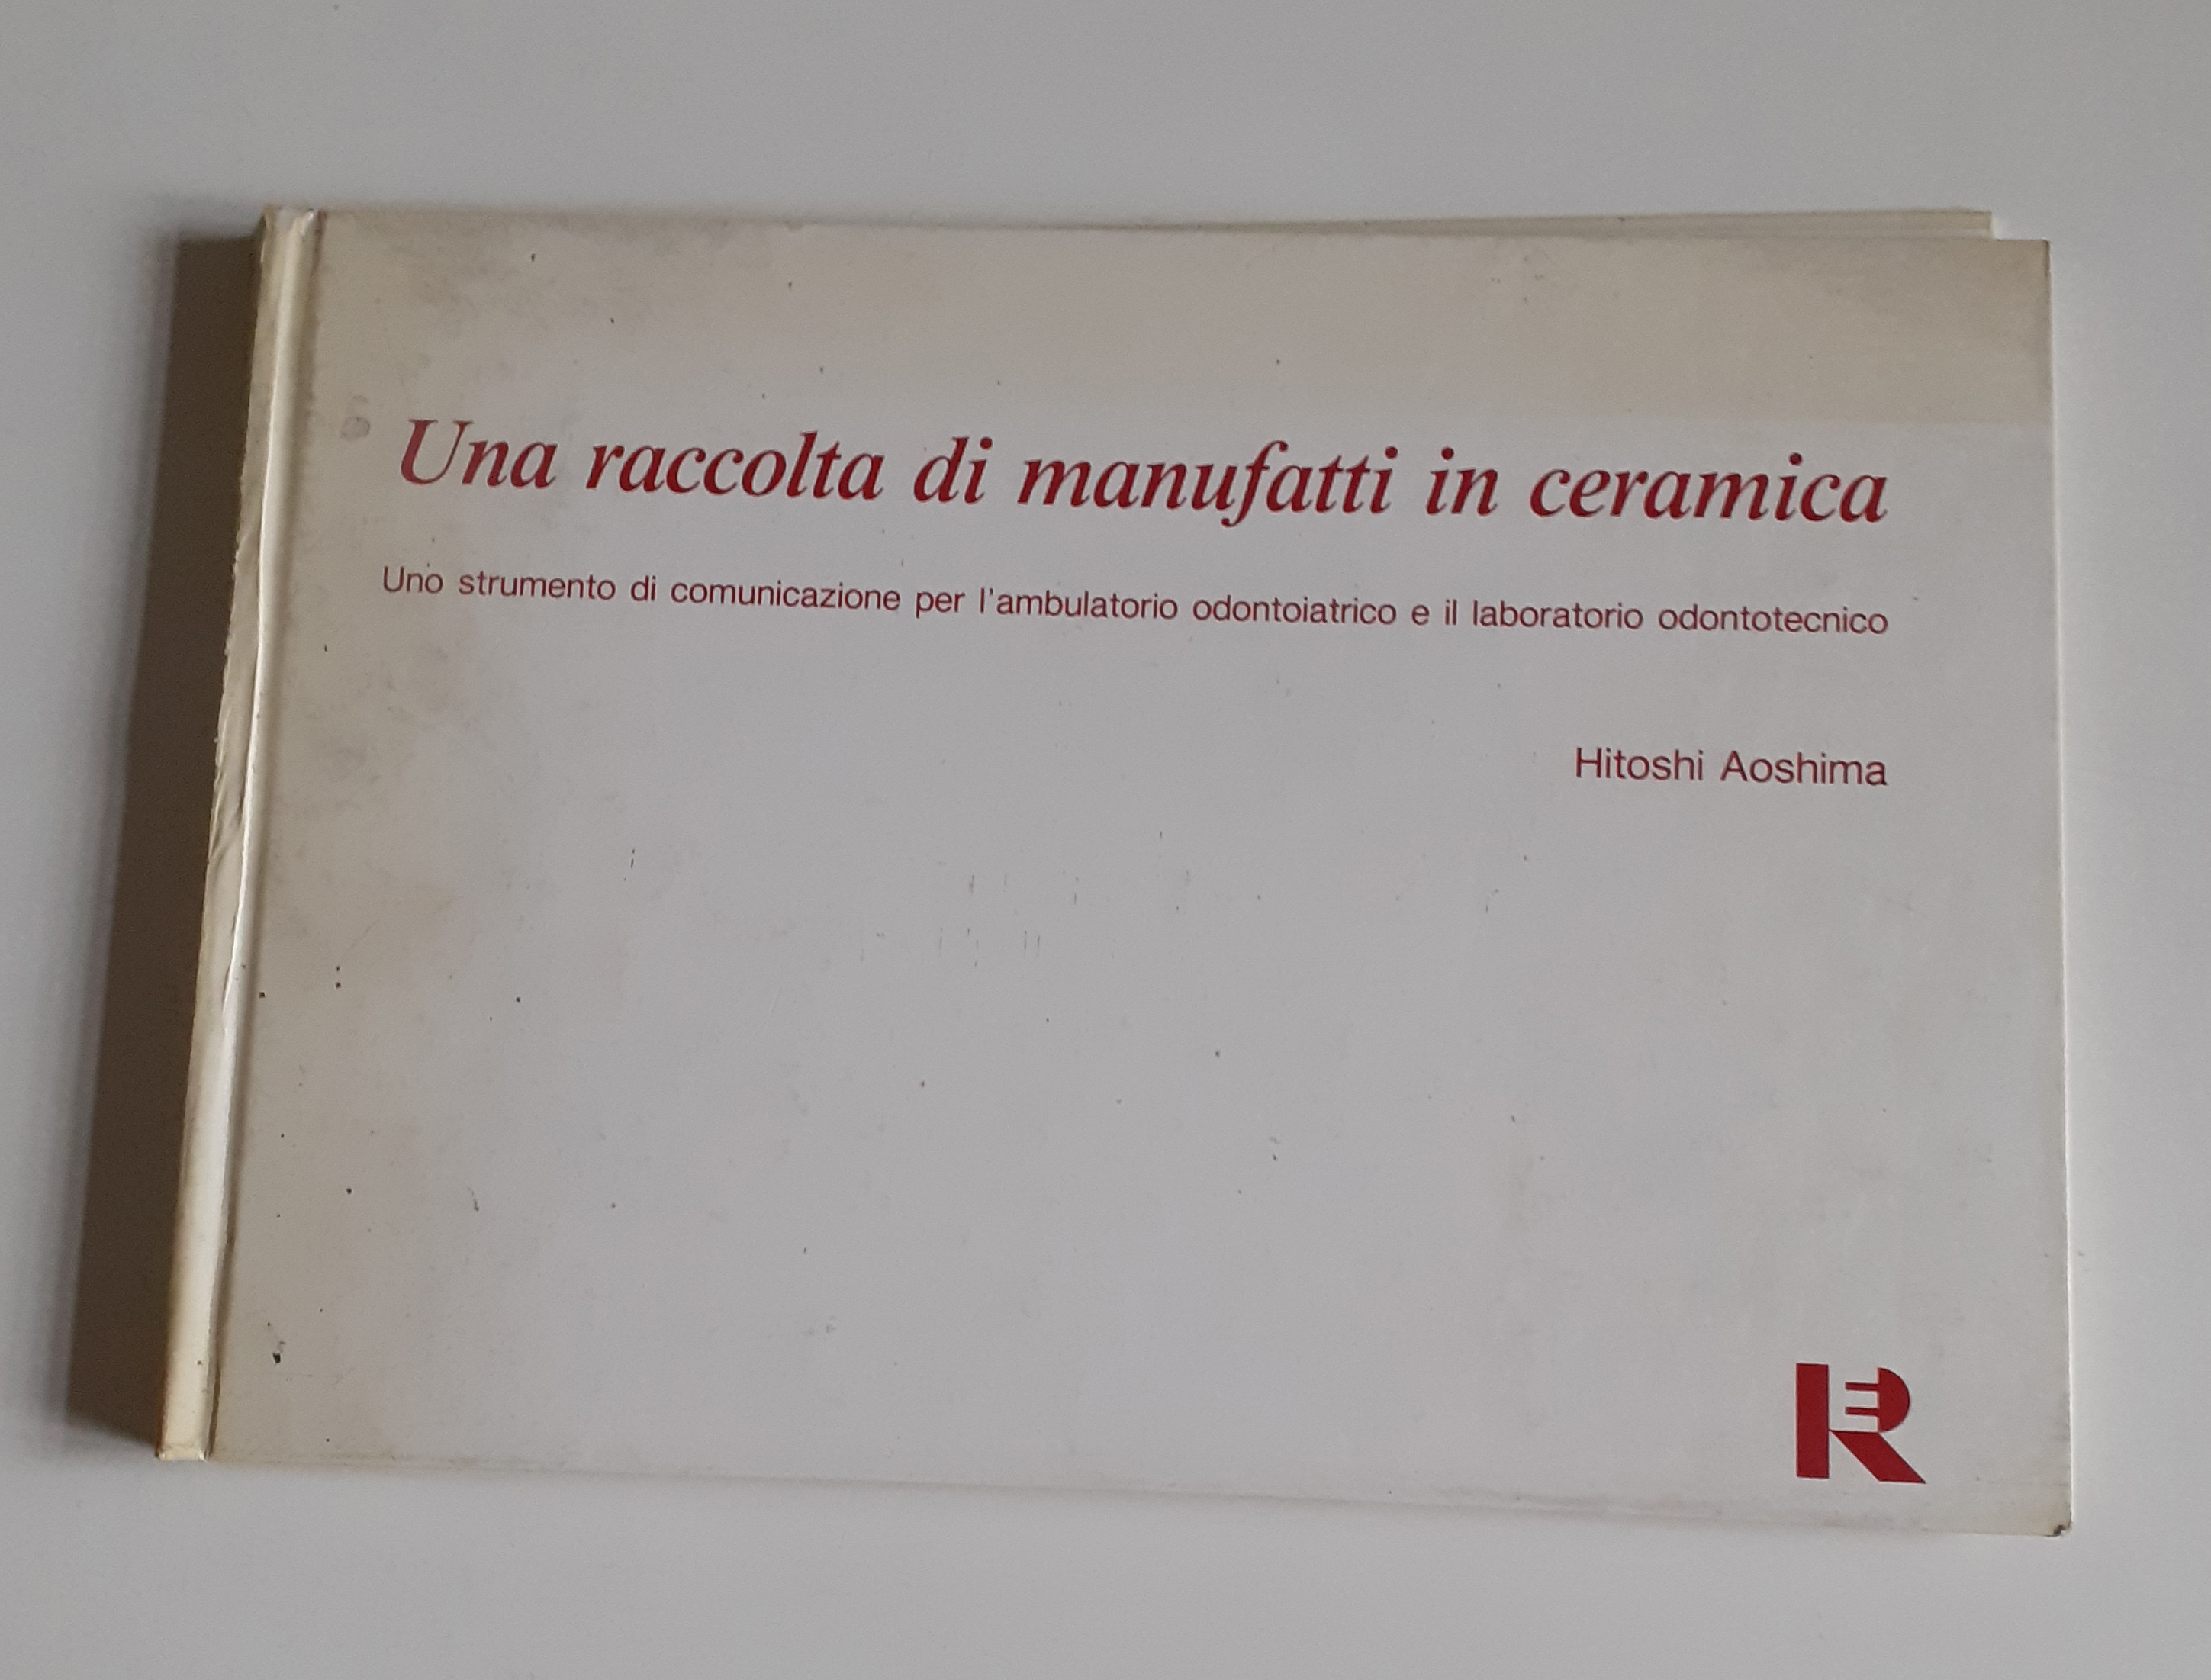 Una raccolta di manufatti in ceramica
Uno strumento di comunicazione per l'ambulatorio odontoiatrico e il laboratorio odontotecnico
Hitoshi Aoshima